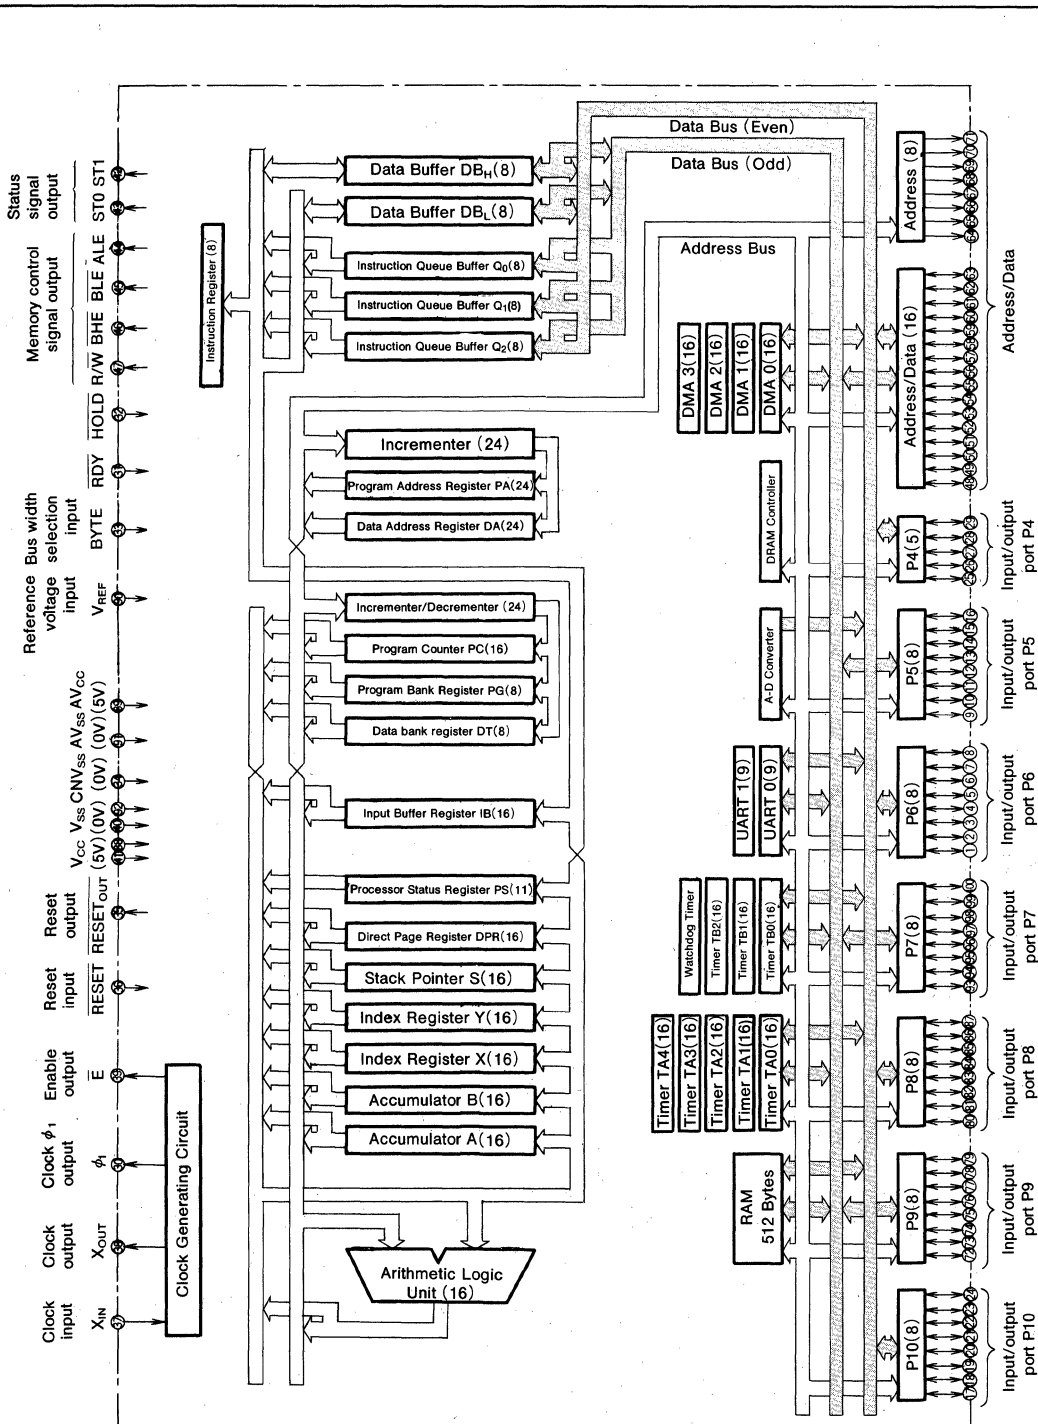 Data Bus (Even)
Data Bus (Odd)
Address Bus
Data Buffer DBH(8)
Data Buffer DBL(8)
Instruction Queue Buffer Q0(8)
Instruction Queue Buffer Q1(8)
Instruction Queue Buffer Q2(8)
Instruction Register (8)
Incrementer (24)
Program Address Register PA(24)
Data Address Register DA(24)
Incrementer/Decrementer (24)
Program Counter PC(16)
Program Bank Register PG(8)
Data bank register DT(8)
Input Buffer Register IB(16)
Processor Status Register PS(11)
Direct Page Register DPR(16)
Stack Pointer S(16)
Index Register Y(16)
Index Register X(16)
Accumulator B(16)
Accumulator A(16)
Arithmetic Logic
Unit (16)
Status
signal
output
ST0 ST1
Memory control
signal output
R/W BHE BLE ALE
HOLD
RDY
Bus width
selection
input
BYTE
Reference
voltage
input
VREF
AVCC
(5V)
AVSS
(0V)
CNVSS
VSS
(0V)
VCC
(5V)
Reset
output
RESETOUT
Reset
input
RESET
Enable
output
E
Clock ϕ1
output
ϕ1
Clock
output
XOUT
Clock
input
XIN
Clock Generating Circuit
DMA 3(16)
DMA 2(16)
DMA 1(16)
DMA 0(16)
DRAM Controller
A-D Converter
UART 1(9)
UART 0(9)
Watchdog Timer
Timer TB2(16)
Timer TB1(16)
Timer TB0(16)
Timer TA4(16)
Timer TA3(16)
Timer TA2(16)
Timer TA1(16)
Timer TA0(16)
RAM
512 Bytes
Address (8)
Address/Data (16)
P4(5)
P5(8)
P6(8)
P7(8)
P8(8)
P9(8)
P10(8)
Address/Data
Input/output
port P4
Input/output
port P5
Input/output
port P6
Input/output
port P7
Input/output
port P8
Input/output
port P9
Input/output
port P10